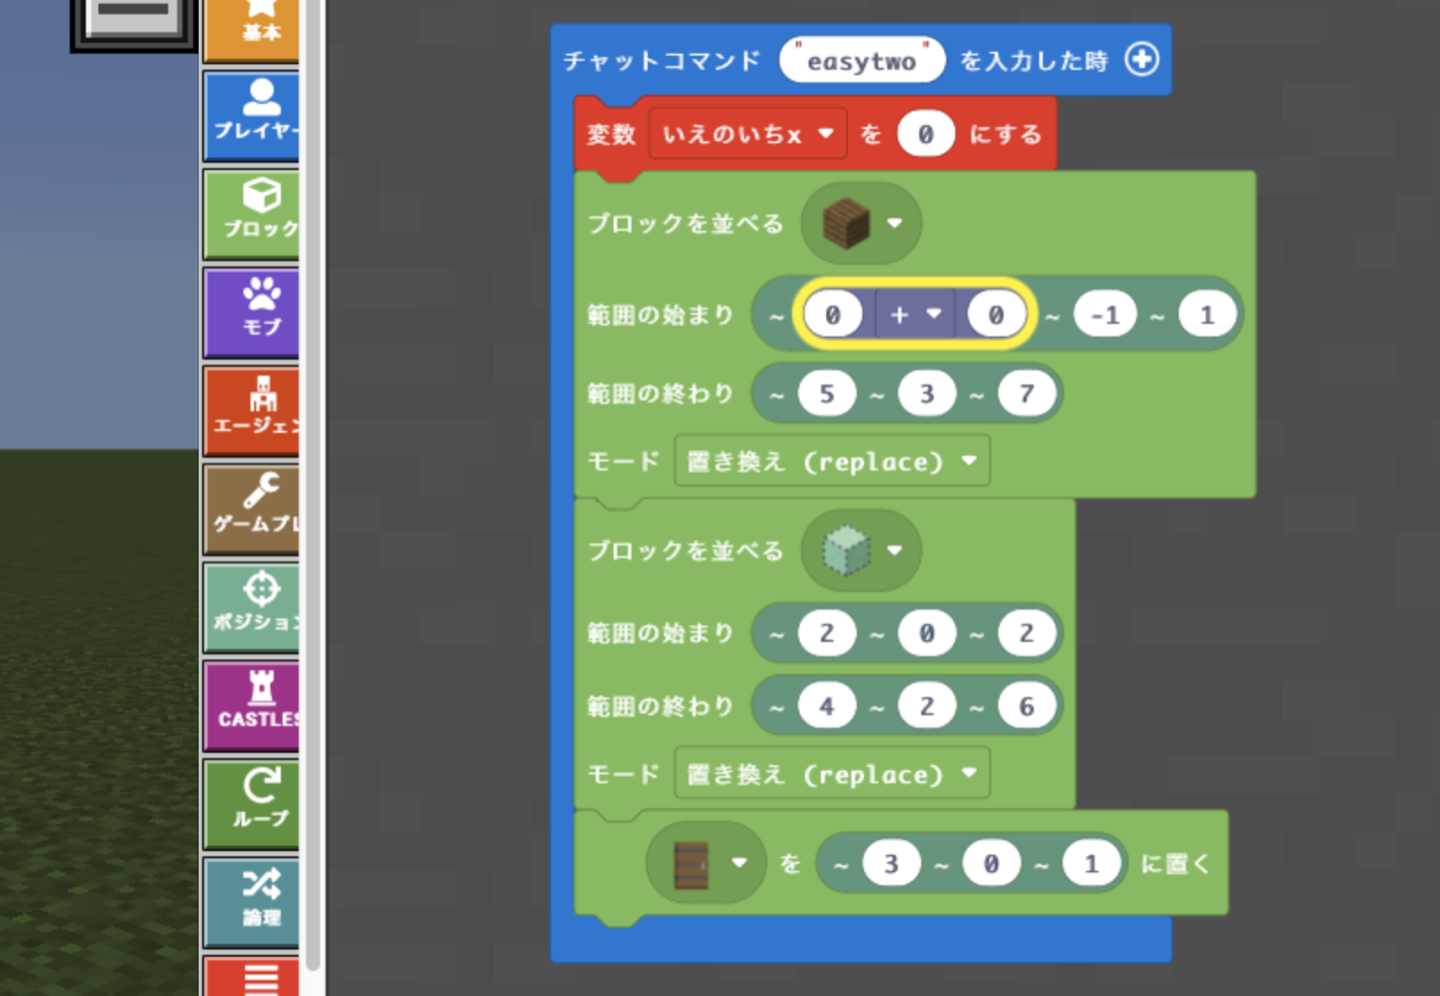 基本
プレイヤー
ブロック
モブ
エージェン
ゲームプレ
ポジション
CASTLES
ループ
論理
チャットコマンド "easytwo" を入力した時
変数 いえのいちx を 0 にする
ブロックを並べる
範囲の始まり ~ 0 + 0 ~ -1 ~ 1
範囲の終わり ~ 5 ~ 3 ~ 7
モード 置き換え (replace)
ブロックを並べる
範囲の始まり ~ 2 ~ 0 ~ 2
範囲の終わり ~ 4 ~ 2 ~ 6
モード 置き換え (replace)
を ~ 3 ~ 0 ~ 1 に置く